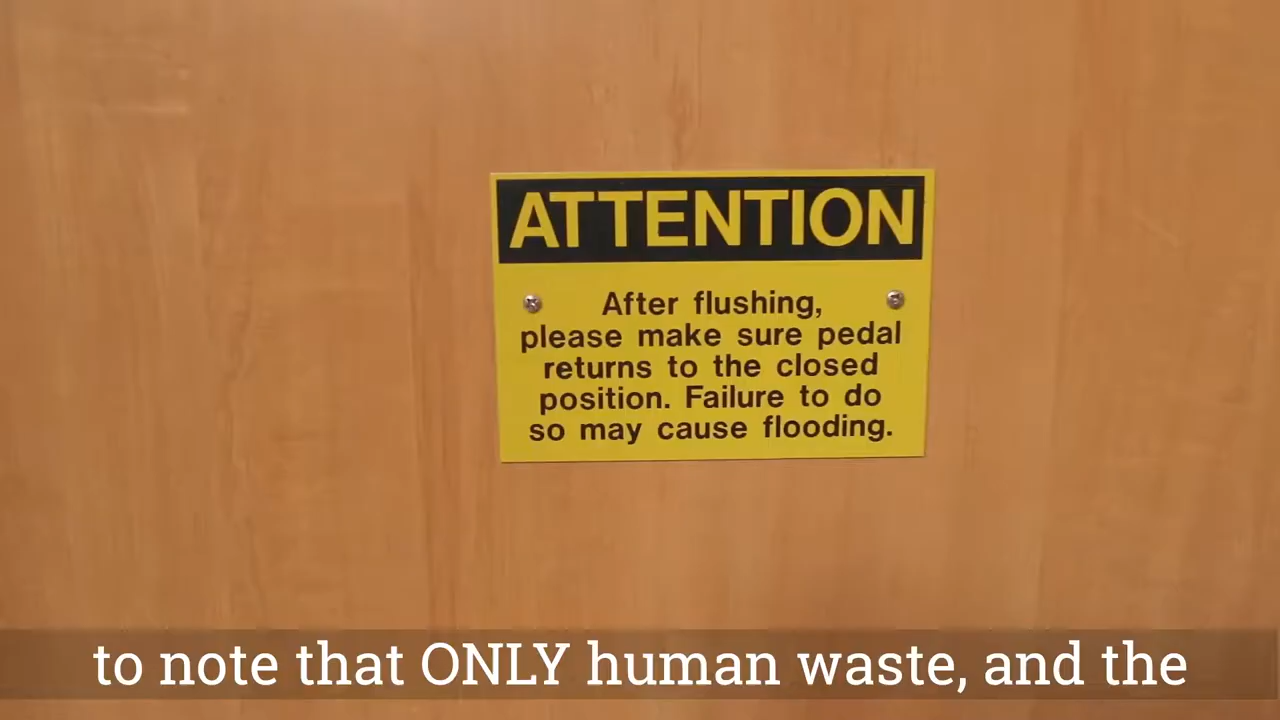 ATTENTION
After flushing,
please make sure pedal
returns to the closed
position. Failure to do
so may cause flooding.
to note that ONLY human waste, and the